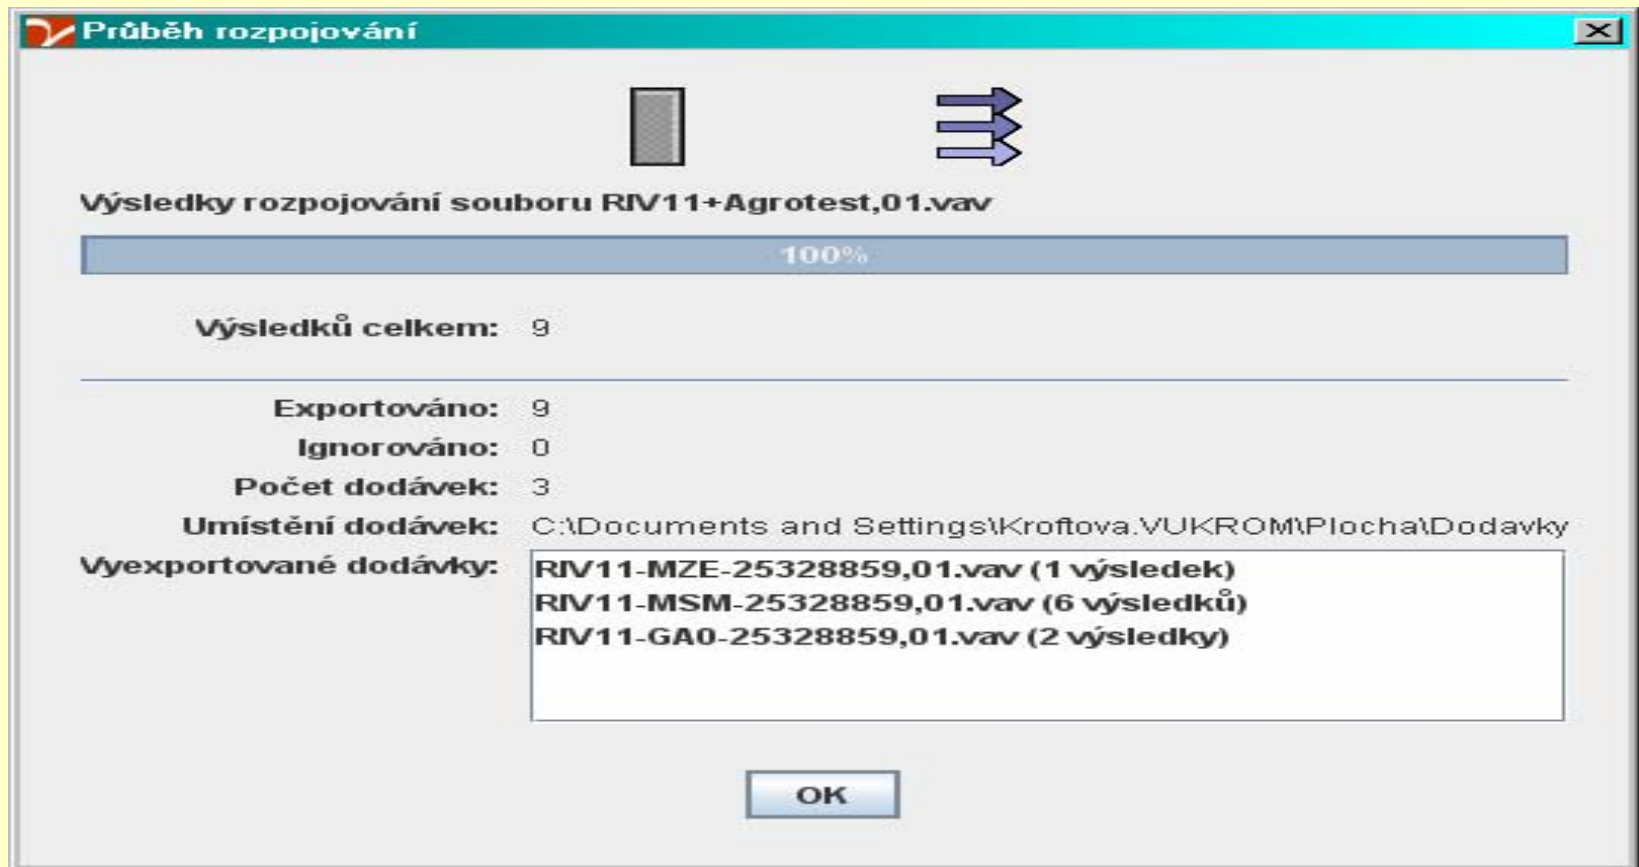 Průběh rozpojování
Výsledky rozpojování souboru RIV11+Agrotest,01.vav
100%
Výsledků celkem: 9
Exportováno: 9
Ignorováno: 0
Počet dodávek: 3
Umístění dodávek: C:\Documents and Settings\Kroftova.VUKROM\Plocha\Dodavky
Vyexportované dodávky: RIV11-MZE-25328859,01.vav (1 výsledek)
RIV11-MSM-25328859,01.vav (6 výsledků)
RIV11-GA0-25328859,01.vav (2 výsledky)
OK